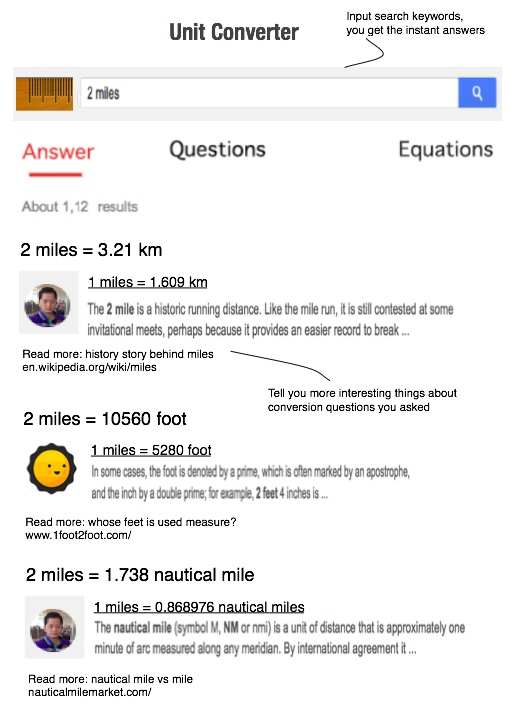 Unit Converter
Input search keywords,
you get the instant answers
2 miles
Answer
Questions
Equations
About 1,12 results
2 miles = 3.21 km
1 miles = 1.609 km
The 2 mile is a historic running distance. Like the mile run, it is still contested at some
invitational meets, perhaps because it provides an easier record to break ...
Read more: history story behind miles
en.wikipedia.org/wiki/miles
Tell you more interesting things about
conversion questions you asked
2 miles = 10560 foot
1 miles = 5280 foot
In some cases, the foot is denoted by a prime, which is often marked by an apostrophe,
and the inch by a double prime; for example, 2 feet 4 inches is ...
Read more: whose feet is used measure?
www.1foot2foot.com/
2 miles = 1.738 nautical mile
1 miles = 0.868976 nautical miles
The nautical mile (symbol M, NM or nmi) is a unit of distance that is approximately one
minute of arc measured along any meridian. By international agreement it ...
Read more: nautical mile vs mile
nauticalmilemarket.com/